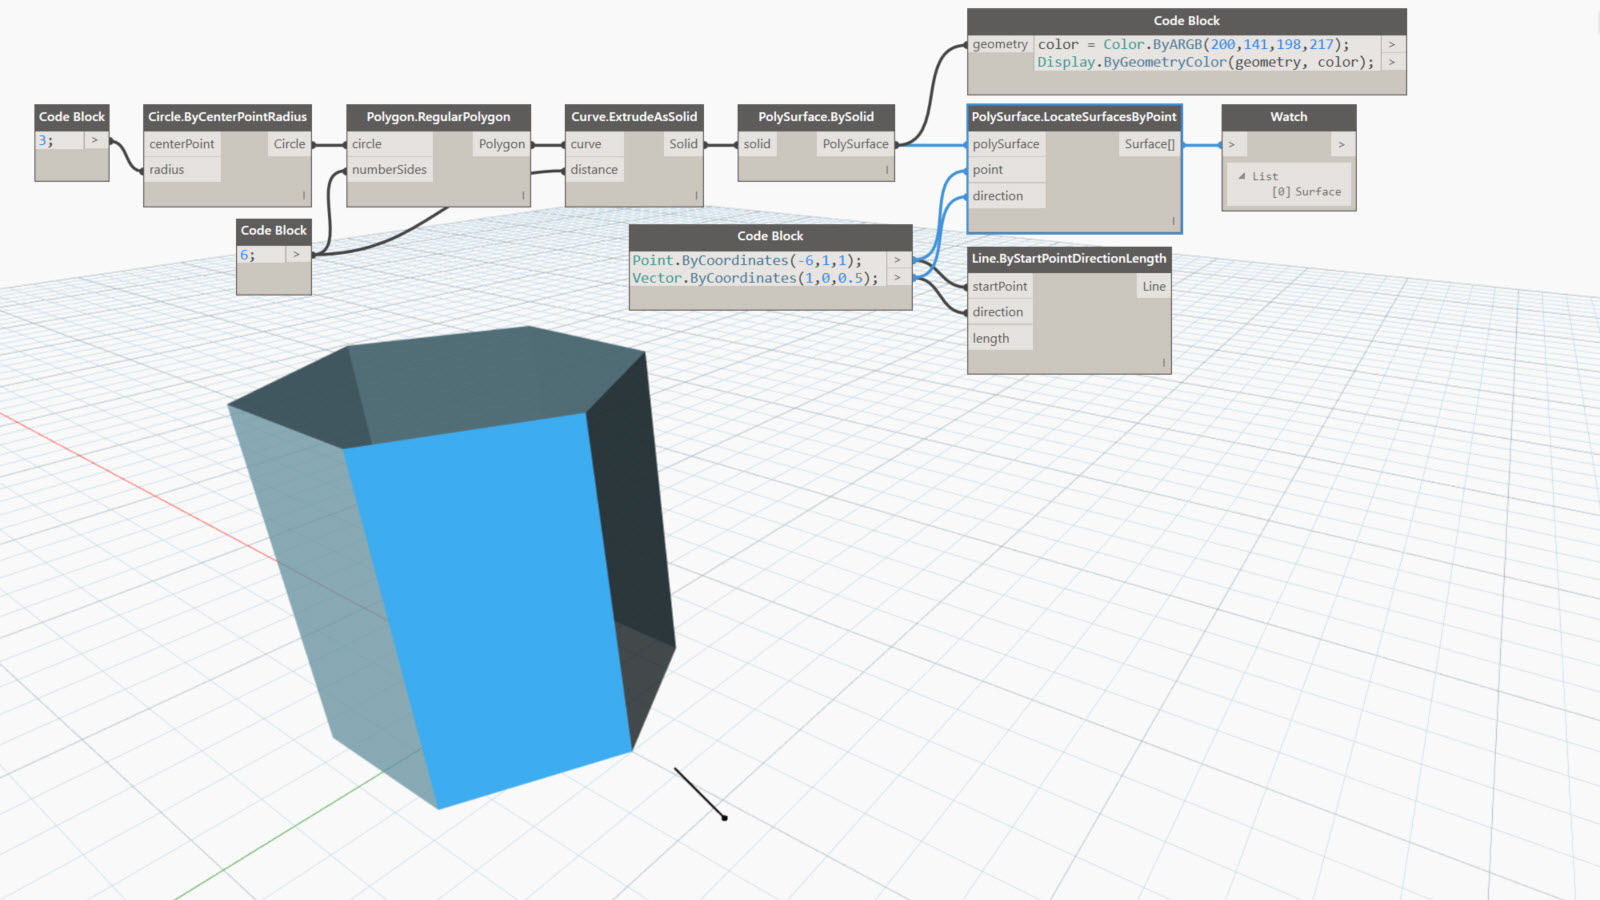 Code Block
geometry
color = Color.ByARGB(200,141,198,217);
>
Display.ByGeometryColor(geometry, color);
>
Code Block
3;
>
Circle.ByCenterPointRadius
centerPoint
Circle
radius
l
Polygon.RegularPolygon
circle
Polygon
numberSides
l
Curve.ExtrudeAsSolid
curve
Solid
distance
l
PolySurface.BySolid
solid
PolySurface
l
PolySurface.LocateSurfacesByPoint
polySurface
Surface[]
point
direction
l
Watch
>
>
List
[0] Surface
Code Block
6;
>
Code Block
Point.ByCoordinates(-6,1,1);
>
Vector.ByCoordinates(1,0,0.5);
>
Line.ByStartPointDirectionLength
startPoint
Line
direction
length
l